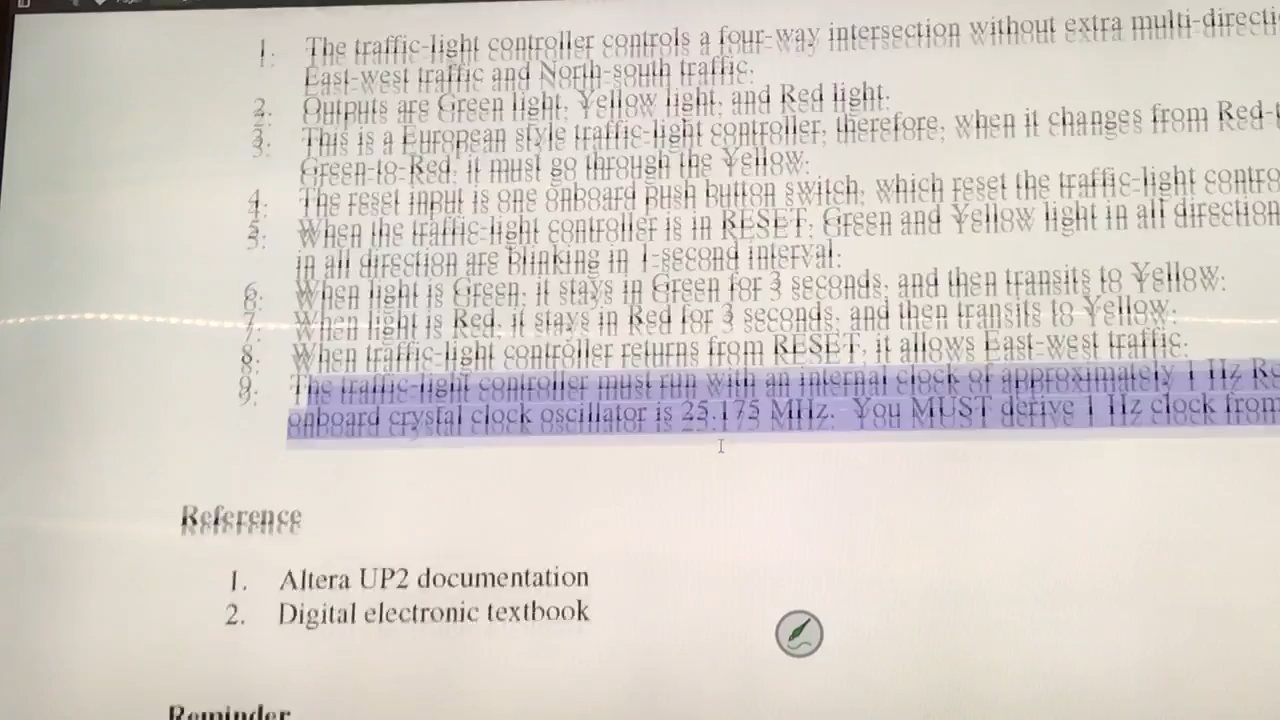 1. The traffic-light controller controls a four-way intersection without extra multi-directi
East-west traffic and North-south traffic.
2. Outputs are Green light, Yellow light, and Red light.
3. This is a European style traffic-light controller, therefore, when it changes from Red-t
Green-to-Red, it must go through the Yellow.
4. The reset input is one onboard push button switch, which reset the traffic-light contro
5. When the traffic-light controller is in RESET, Green and Yellow light in all direction
in all direction are blinking in 1-second interval.
6. When light is Green, it stays in Green for 3 seconds, and then transits to Yellow.
7. When light is Red, it stays in Red for 3 seconds, and then transits to Yellow.
8. When traffic-light controller returns from RESET, it allows East-west traffic.
9. The traffic-light controller must run with an internal clock of approximately 1 Hz Re
onboard crystal clock oscillator is 25.175 MHz. You MUST derive 1 Hz clock from
Reference
1. Altera UP2 documentation
2. Digital electronic textbook
Reminder